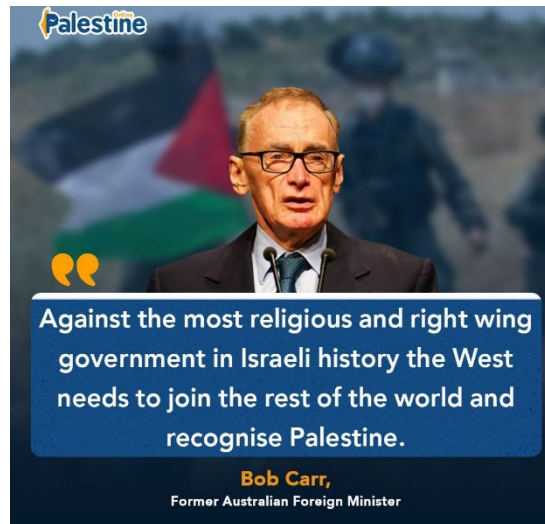 Online
Palestine
Against the most religious and right wing
government in Israeli history the West
needs to join the rest of the world and
recognise Palestine.
Bob Carr,
Former Australian Foreign Minister